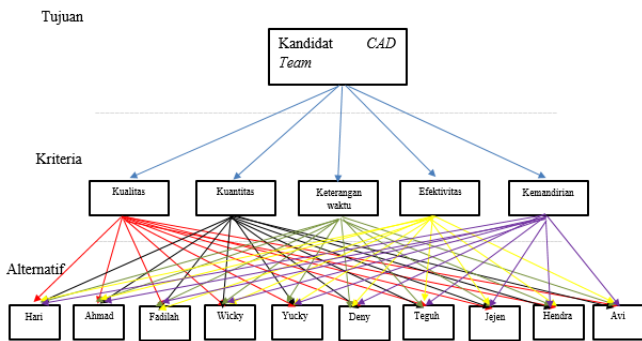 Tujuan
Kandidat CAD
Team
Kriteria
Kualitas
Kuantitas
Keterangan
waktu
Efektivitas
Kemandirian
Alternatif
Hari
Ahmad
Fadilah
Wicky
Yucky
Deny
Teguh
Jejen
Hendra
Avi